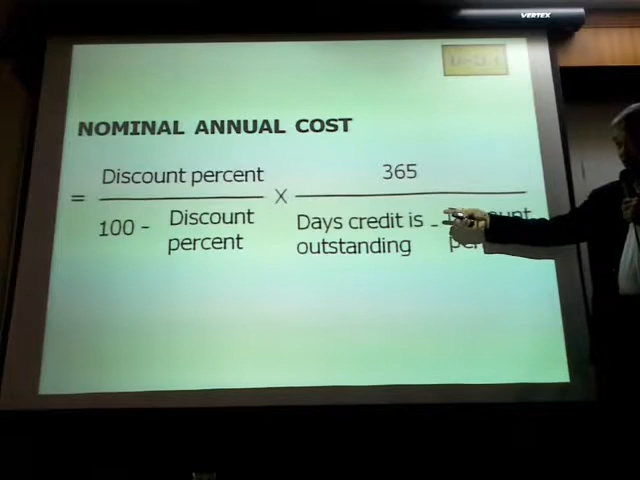 VERTEX
NOMINAL ANNUAL COST
Discount percent
365
=
X
100 -
Discount
percent
Days credit is
outstanding
-